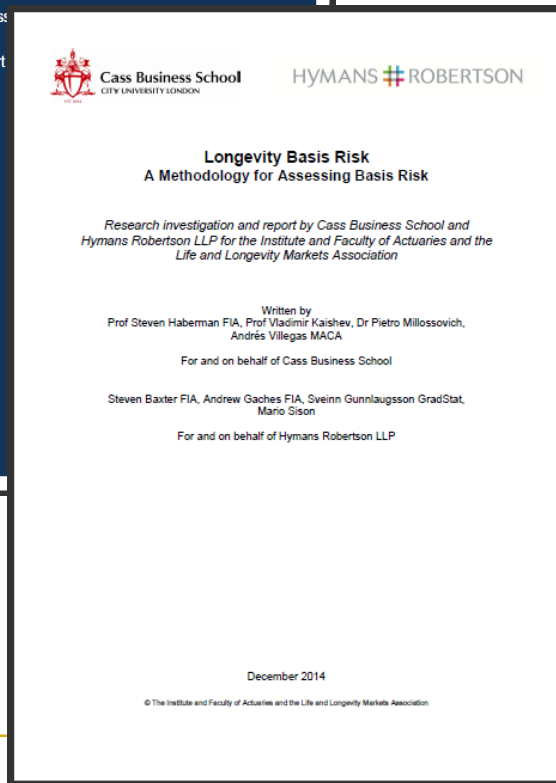 Cass Business School
CITY UNIVERSITY LONDON
HYMANS ROBERTSON
Longevity Basis Risk
A Methodology for Assessing Basis Risk
Research investigation and report by Cass Business School and
Hymans Robertson LLP for the Institute and Faculty of Actuaries and the
Life and Longevity Markets Association
Written by
Prof Steven Haberman FIA, Prof Vladimir Kaishev, Dr Pietro Millossovich,
Andrés Villegas MACA
For and on behalf of Cass Business School
Steven Baxter FIA, Andrew Gaches FIA, Sveinn Gunnlaugsson GradStat,
Mario Sison
For and on behalf of Hymans Robertson LLP
December 2014
© The Institute and Faculty of Actuaries and the Life and Longevity Markets Association